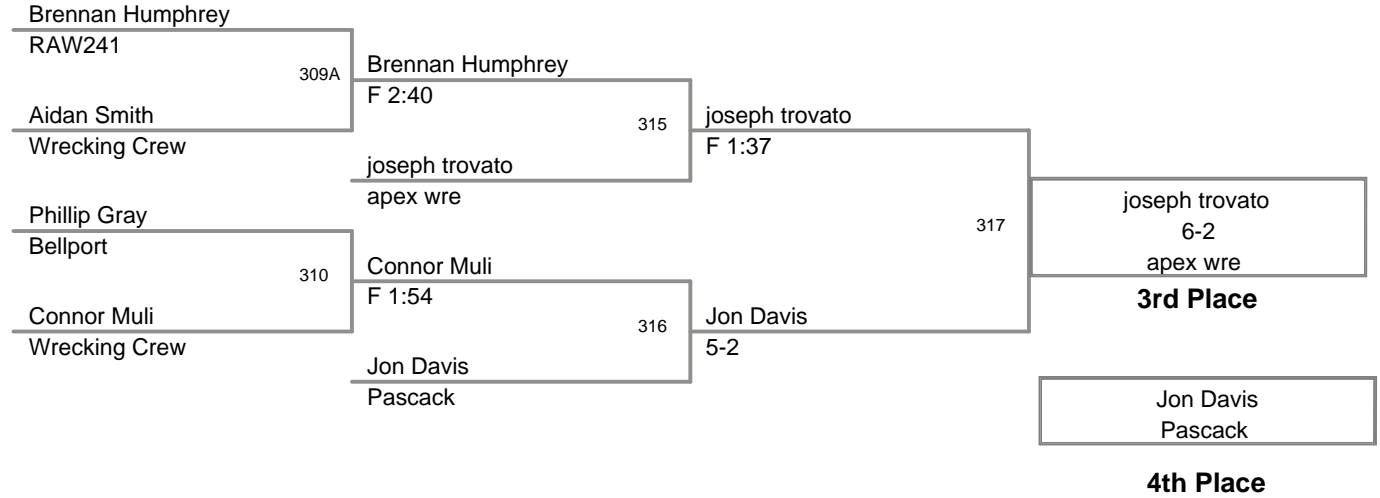 Brennan Humphrey
RAW241
309A
Brennan Humphrey
F 2:40
Aidan Smith
Wrecking Crew
315
joseph trovato
F 1:37
joseph trovato
apex wre
Phillip Gray
Bellport
310
Connor Muli
F 1:54
Connor Muli
Wrecking Crew
316
Jon Davis
5-2
Jon Davis
Pascack
317
joseph trovato
6-2
apex wre
3rd Place
Jon Davis
Pascack
4th Place